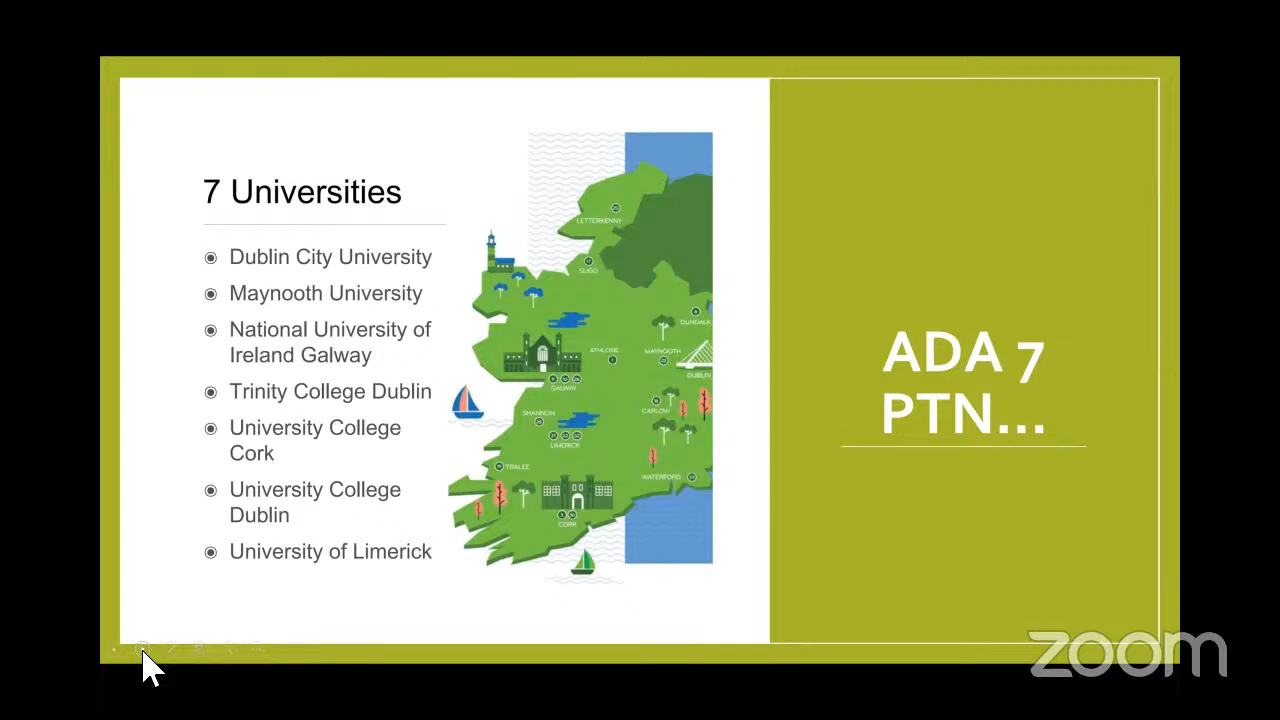 7 Universities
Dublin City University
Maynooth University
National University of
Ireland Galway
Trinity College Dublin
University College
Cork
University College
Dublin
University of Limerick
LETTERKENNY
SLIGO
DUNDALK
ATHLONE
MAYNOOTH
DUBLIN
GALWAY
CARLOW
SHANNON
LIMERICK
TRALEE
WATERFORD
CORK
ADA 7
PTN...
zoom